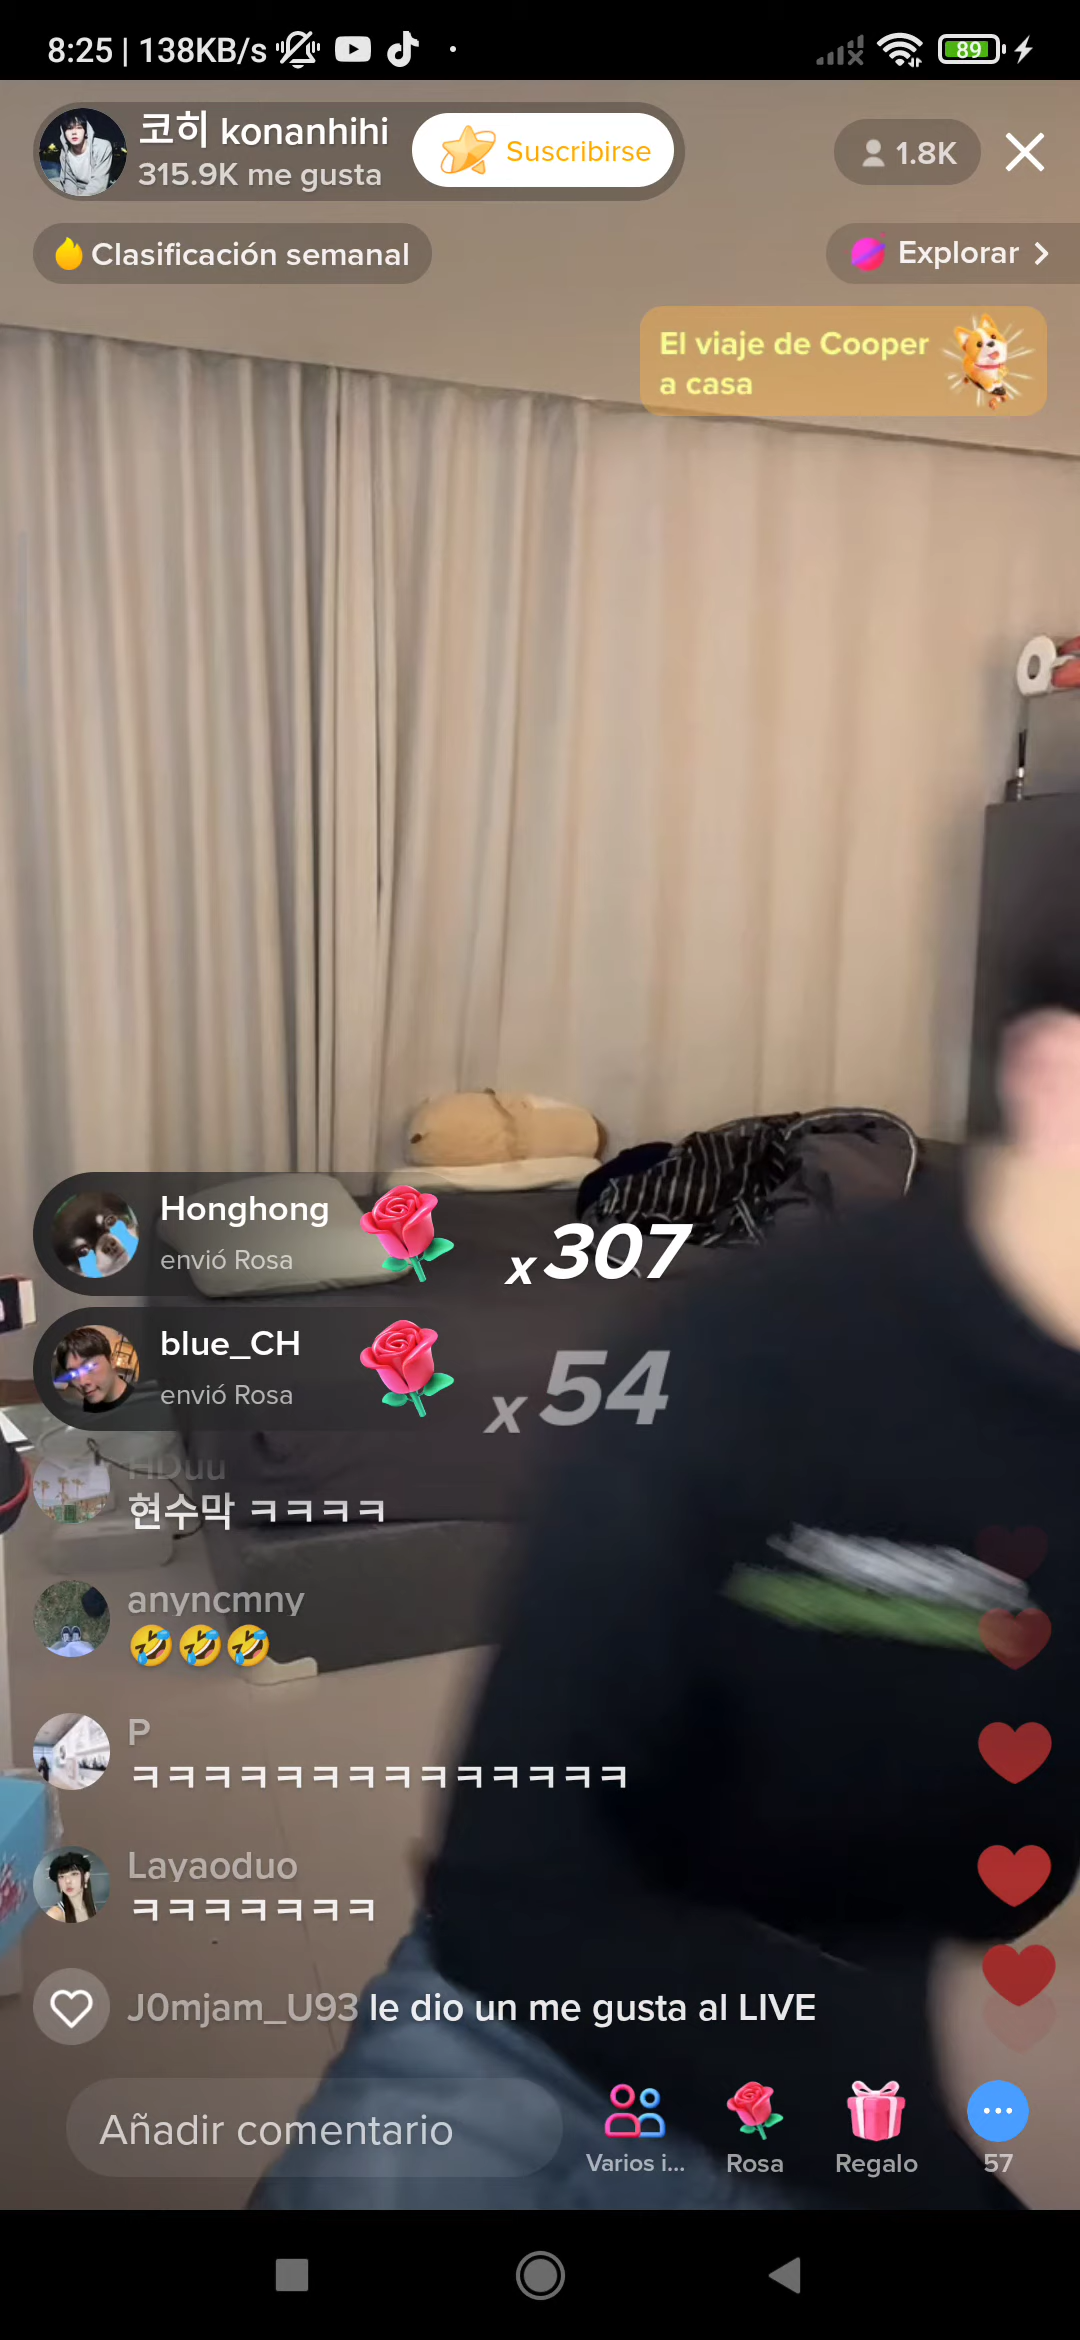 8:25 | 138KB/s
89
코히 konanhihi
315.9K me gusta
Suscribirse
1.8K
Clasificación semanal
Explorar
El viaje de Cooper
a casa
Honghong
envió Rosa
x307
blue_CH
envió Rosa
x54
HDuu
현수막 ㅋㅋㅋㅋ
anyncmny
🤣🤣🤣
P
ㅋㅋㅋㅋㅋㅋㅋㅋㅋㅋㅋㅋㅋㅋ
Layaoduo
ㅋㅋㅋㅋㅋㅋㅋ
J0mjam_U93 le dio un me gusta al LIVE
Añadir comentario
Varios i...
Rosa
Regalo
57